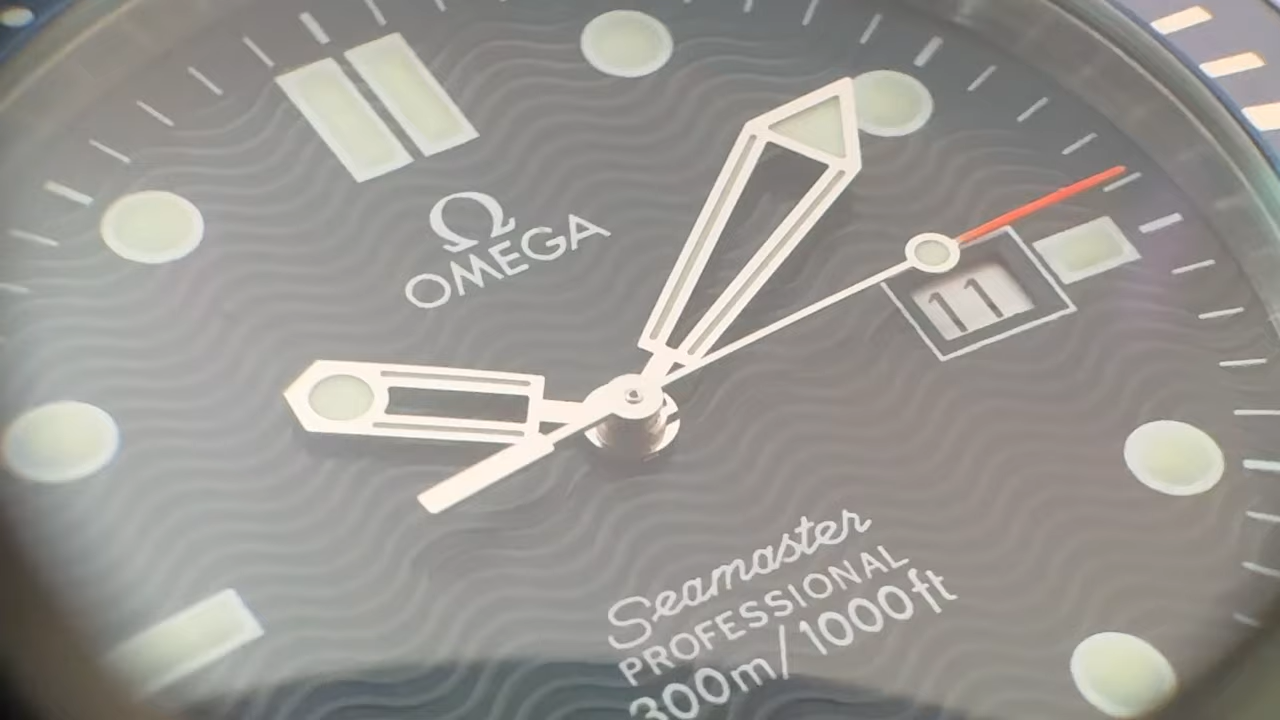 Ω
OMEGA
11
Seamaster
PROFESSIONAL
300m/1000ft